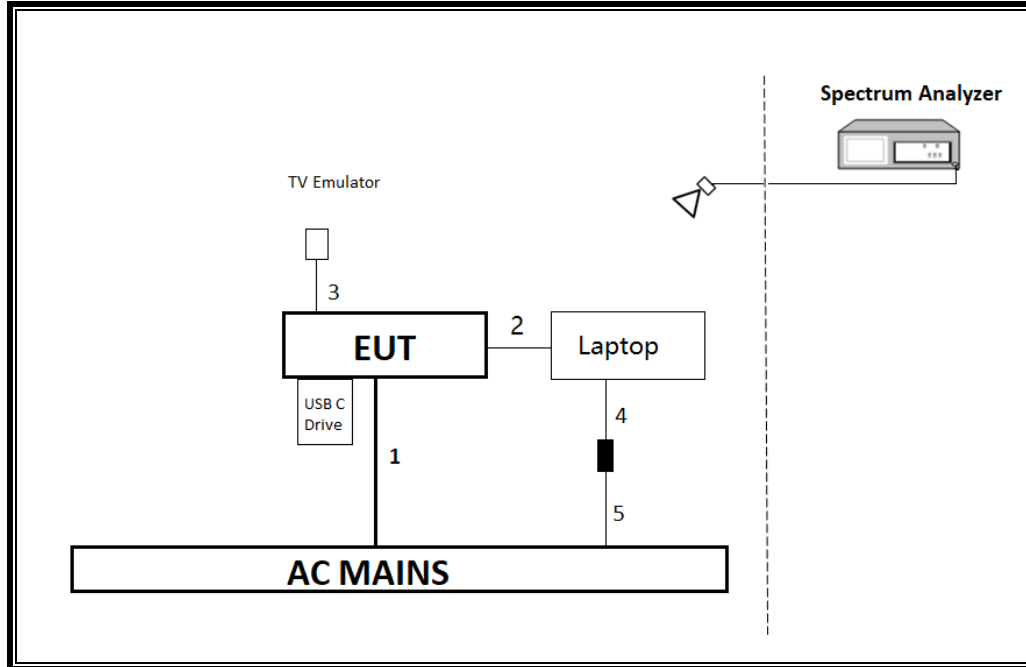 Spectrum Analyzer
TV Emulator
3
EUT
2
Laptop
USB C
Drive
1
4
5
AC MAINS